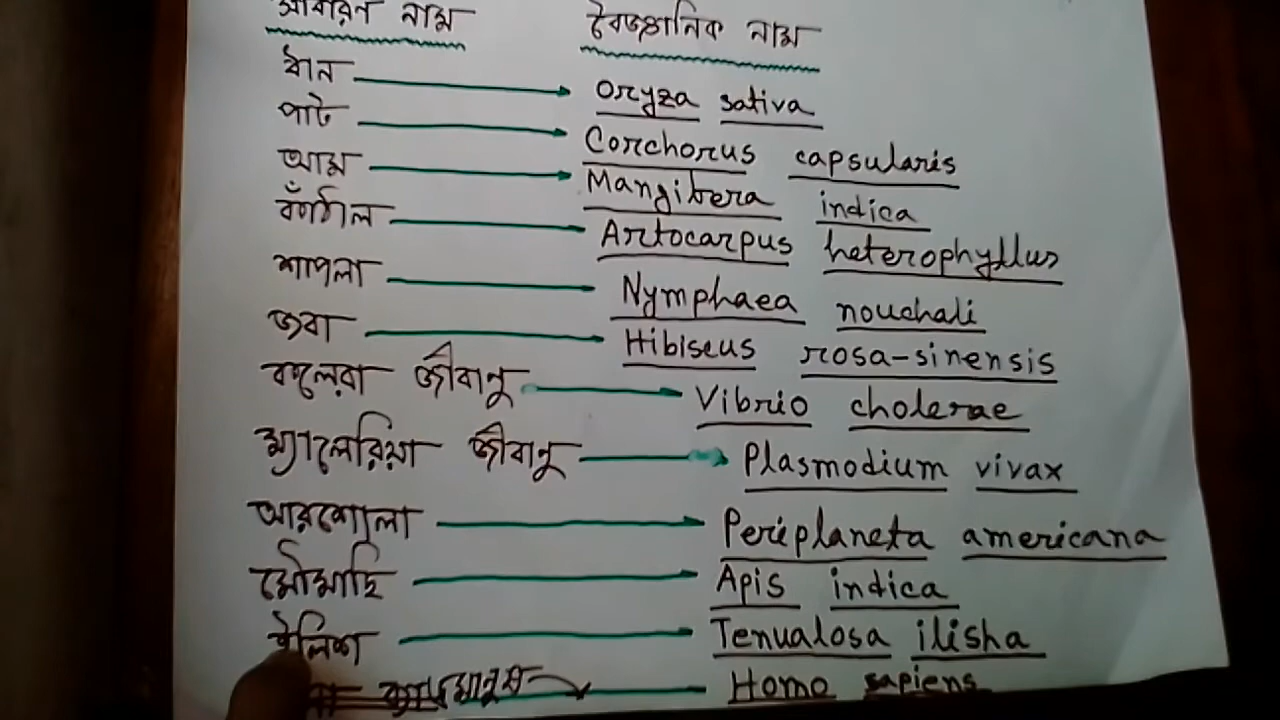 সাধারণ নাম বৈজ্ঞানিক নাম
ধান Oryza sativa
পাট Corchorus capsularis
আম Mangibera indica
কাঁঠাল Artocarpus heterophyllus
শাপলা Nymphaea nouchali
জবা Hibiscus rosa-sinensis
কলেরা জীবানু Vibrio cholerae
ম্যালেরিয়া জীবানু Plasmodium vivax
আরশোলা Periplaneta americana
মৌমাছি Apis indica
ইলিশ Tenualosa ilisha
মানুষ Homo sapiens